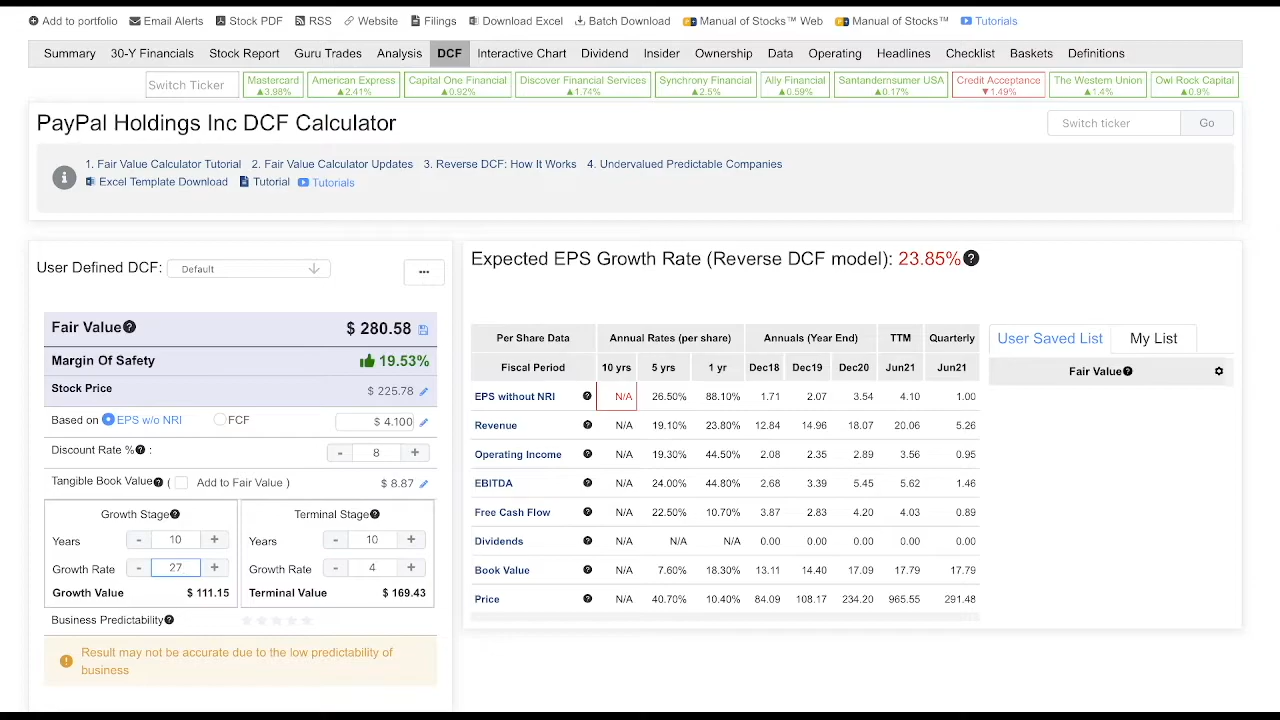 Add to portfolio Email Alerts Stock PDF RSS Website Filings Download Excel Batch Download Manual of Stocks™ Web Manual of Stocks™ Tutorials
Summary 30-Y Financials Stock Report Guru Trades Analysis DCF Interactive Chart Dividend Insider Ownership Data Operating Headlines Checklist Baskets Definitions
Switch Ticker Mastercard American Express Capital One Financial Discover Financial Services Synchrony Financial Ally Financial Santandernsumer USA Credit Acceptance The Western Union Owl Rock Capital
▲3.98% ▲2.41% ▲0.92% ▲1.74% ▲2.5% ▲0.59% ▲0.17% ▼1.49% ▲1.4% ▲0.9%
PayPal Holdings Inc DCF Calculator Switch ticker Go
1. Fair Value Calculator Tutorial 2. Fair Value Calculator Updates 3. Reverse DCF: How It Works 4. Undervalued Predictable Companies
Excel Template Download Tutorial Tutorials
User Defined DCF: Default ...
Fair Value $ 280.58
Margin Of Safety 19.53%
Stock Price $ 225.78
Based on EPS w/o NRI FCF $ 4.100
Discount Rate % : - 8 +
Tangible Book Value ( Add to Fair Value ) $ 8.87
Growth Stage Terminal Stage
Years - 10 + Years - 10 +
Growth Rate - 27 + Growth Rate - 4 +
Growth Value $ 111.15 Terminal Value $ 169.43
Business Predictability
Result may not be accurate due to the low predictability of
business
Expected EPS Growth Rate (Reverse DCF model): 23.85%
Per Share Data Annual Rates (per share) Annuals (Year End) TTM Quarterly
Fiscal Period 10 yrs 5 yrs 1 yr Dec18 Dec19 Dec20 Jun21 Jun21
EPS without NRI N/A 26.50% 88.10% 1.71 2.07 3.54 4.10 1.00
Revenue N/A 19.10% 23.80% 12.84 14.96 18.07 20.06 5.26
Operating Income N/A 19.30% 44.50% 2.08 2.35 2.89 3.56 0.95
EBITDA N/A 24.00% 44.80% 2.68 3.39 5.45 5.62 1.46
Free Cash Flow N/A 22.50% 10.70% 3.87 2.83 4.20 4.03 0.89
Dividends N/A N/A N/A 0.00 0.00 0.00 0.00 0.00
Book Value N/A 7.60% 18.30% 13.11 14.40 17.09 17.79 17.79
Price N/A 40.70% 10.40% 84.09 108.17 234.20 965.55 291.48
User Saved List My List
Fair Value